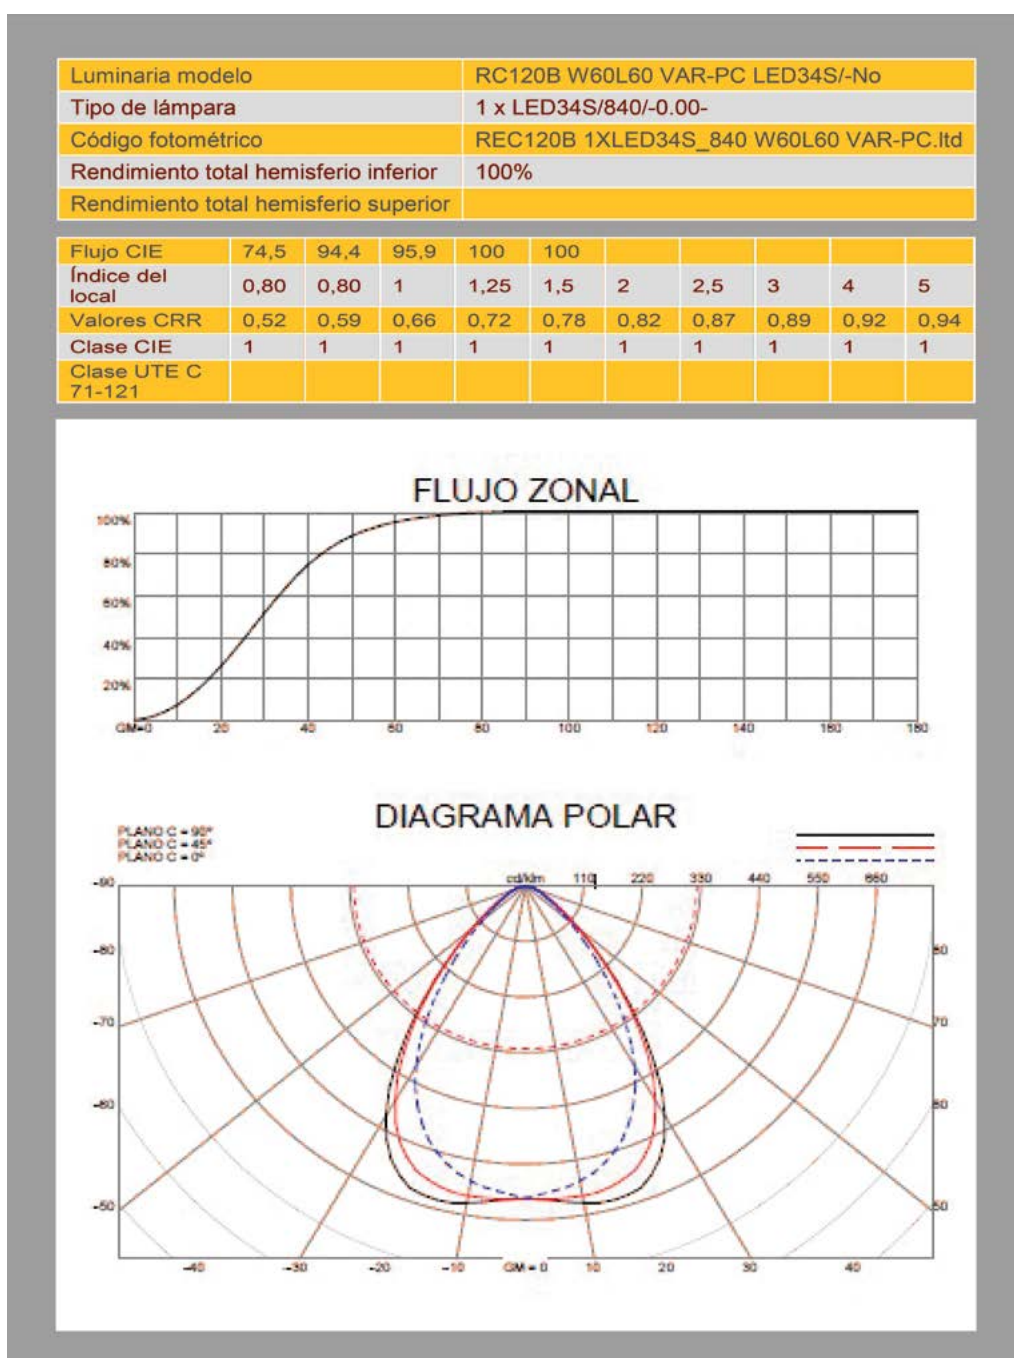 Luminaria modelo RC120B W60L60 VAR-PC LED34S/-No
Tipo de lámpara 1 x LED34S/840/-0.00-
Código fotométrico REC120B 1XLED34S_840 W60L60 VAR-PC.ltd
Rendimiento total hemisferio inferior 100%
Rendimiento total hemisferio superior
Flujo CIE 74,5 94,4 95,9 100 100
Índice del local 0,80 0,80 1 1,25 1,5 2 2,5 3 4 5
Valores CRR 0,52 0,59 0,66 0,72 0,78 0,82 0,87 0,89 0,92 0,94
Clase CIE 1 1 1 1 1 1 1 1 1 1
Clase UTE C 71-121
FLUJO ZONAL
100%
80%
60%
40%
20%
GM=0 20 40 60 80 100 120 140 160 180
DIAGRAMA POLAR
PLANO C = 90º
PLANO C = 45º
PLANO C = 0º
-90 cd/klm 110 220 330 440 550 660
-80 80
-70 70
-60 60
-50 50
-40 -30 -20 -10 GM = 0 10 20 30 40